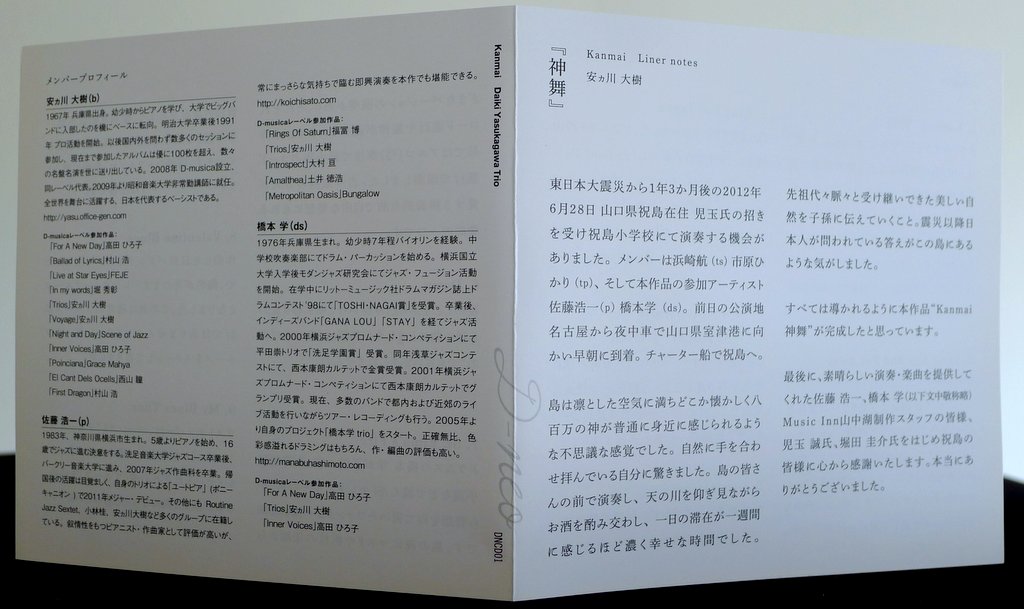 メンバープロフィール
安ヵ川 大樹(b)
1967年 兵庫県出身。幼少時からピアノを学び、大学でビッグバ
ンドに入部したのを機にベースに転向。明治大学卒業後1991
年 プロ活動を開始。以後国内外を問わず数多くのセッションに
参加し、現在まで参加したアルバムは優に100枚を超え、数々
の名盤名演を世に送り出している。2008年 D-musica設立、
同レーベル代表。2009年より昭和音楽大学非常勤講師に就任。
全世界を舞台に活躍する、日本を代表するベーシストである。
http://yasu.office-gen.com
D-musicaレーベル参加作品:
「For A New Day」高田 ひろ子
「Ballad of Lyrics」村山 浩
「Live at Star Eyes」FEJE
「In my words」堀 秀彰
「Trios」安ヵ川 大樹
「Voyage」安ヵ川 大樹
「Night and Day」Scene of Jazz
「Inner Voices」高田 ひろ子
「Poinciana」Grace Mahya
「El Cant Dels Ocells」西山 瞳
「First Dragon」村山 浩
佐藤 浩一(p)
1983年、神奈川県横浜市生まれ。5歳よりピアノを始め、16
歳でジャズに進む決意をする。洗足音楽大学ジャズコース卒業後、
バークリー音楽大学に進み、2007年ジャズ作曲科を卒業。帰
国後の活躍は目覚ましく、自身のトリオによる「ユートピア」(ポニー
キャニオン)で2011年メジャー・デビュー。その他にも Routine
Jazz Sextet、小林桂、安ヵ川大樹など多くのグループに在籍し
ている。叙情性をもつピアニスト・作曲家として評価が高いが、
常にまっさらな気持ちで臨む即興演奏を本作でも堪能できる。
http://koichisato.com
D-musicaレーベル参加作品:
「Rings Of Saturn」福冨 博
「Trios」安ヵ川 大樹
「Introspect」大村 亘
「Amalthea」土井 徳浩
「Metropolitan Oasis」Bungalow
橋本 学(ds)
1976年兵庫県生まれ。幼少時7年程バイオリンを経験。中
学校吹奏楽部にてドラム・パーカッションを始める。横浜国立
大学入学後モダンジャズ研究会にてジャズ・フュージョン活動
を開始。在学中にリットーミュージック社ドラムマガジン誌上ド
ラムコンテスト'98にて「TOSHI・NAGAI賞」を受賞。卒業後、
インディーズバンド「GANA LOU」「STAY」を経てジャズ活
動へ。2000年横浜ジャズプロムナード・コンペティションにて
平田崇トリオで「洗足学園賞」受賞。同年浅草ジャズコンテ
ストにて、西本康朗カルテットで金賞受賞。2001年横浜ジャ
ズプロムナード・コンペティションにて西本康朗カルテットでグ
ランプリ受賞。現在、多数のバンドで都内および近郊のライ
ブ活動を行いながらツアー・レコーディングも行う。2005年よ
り自身のプロジェクト「橋本学 trio」をスタート。正確無比、色
彩感溢れるドラミングはもちろん、作・編曲の評価も高い。
http://manabuhashimoto.com
D-musicaレーベル参加作品:
「For A New Day」高田 ひろ子
「Trios」安ヵ川 大樹
「Inner Voices」高田 ひろ子
Kanmai Daiki Yasukagawa Trio
D-neo
DNCD01
『神舞』
Kanmai Liner notes
安ヵ川 大樹
東日本大震災から1年3か月後の2012年
6月28日 山口県祝島在住 児玉氏の招き
を受け祝島小学校にて演奏する機会が
ありました。メンバーは浜崎航(ts)市原ひ
かり(tp)、そして本作品の参加アーティスト
佐藤浩一(p)橋本学(ds)。前日の公演地
名古屋から夜中車で山口県室津港に向
かい早朝に到着。チャーター船で祝島へ。
島は凛とした空気に満ちどこか懐かしく八
百万の神が普通に身近に感じられるよう
な不思議な感覚でした。自然に手を合わ
せ拝んでいる自分に驚きました。島の皆さ
んの前で演奏し、天の川を仰ぎ見ながら
お酒を酌み交わし、一日の滞在が一週間
に感じるほど濃く幸せな時間でした。
先祖代々脈々と受け継いできた美しい自
然を子孫に伝えていくこと。震災以降日
本人が問われている答えがこの島にある
ような気がしました。
すべては導かれるように本作品“Kanmai
神舞”が完成したと思っています。
最後に、素晴らしい演奏・楽曲を提供して
くれた佐藤 浩一、橋本 学(以下文中敬称略)
Music Inn山中湖制作スタッフの皆様、
児玉 誠氏、堀田 圭介氏をはじめ祝島の
皆様に心から感謝いたします。本当にあ
りがとうございました。